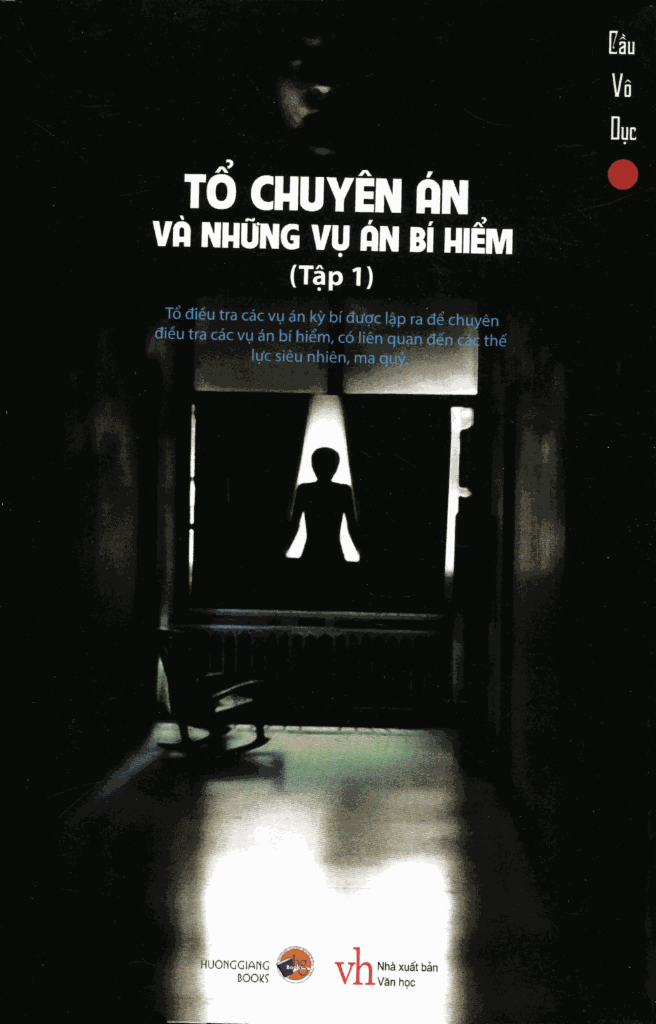 Cầu
Vô
Dục
TỔ CHUYÊN ÁN
VÀ NHỮNG VỤ ÁN BÍ HIỂM
(Tập 1)
Tổ điều tra các vụ án kỳ bí được lập ra để chuyên
điều tra các vụ án bí hiểm, có liên quan đến các thế
lực siêu nhiên, ma quỷ.
HUONGGIANG
BOOKS
hg
vh
Nhà xuất bản
Văn học